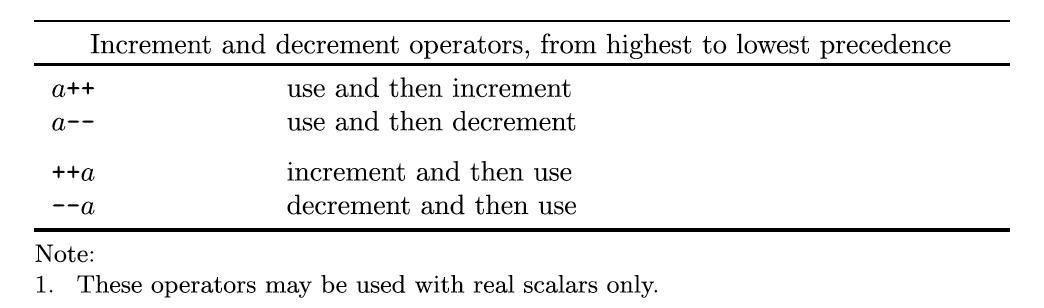 Increment and decrement operators, from highest to lowest precedence
a++ use and then increment
a-- use and then decrement
++a increment and then use
--a decrement and then use
Note:
1. These operators may be used with real scalars only.